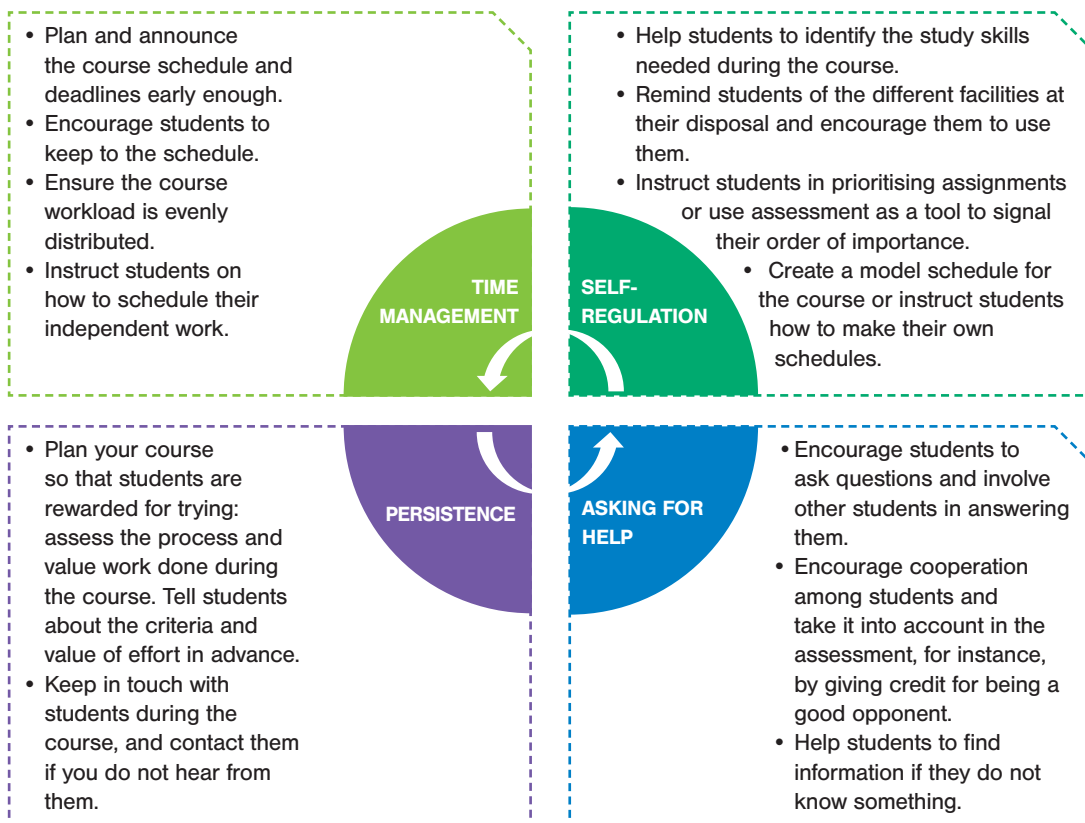 • Plan and announce
the course schedule and
deadlines early enough.
• Encourage students to
keep to the schedule.
• Ensure the course
workload is evenly
distributed.
• Instruct students on
how to schedule their
independent work.
TIME
MANAGEMENT
• Help students to identify the study skills
needed during the course.
• Remind students of the different facilities at
their disposal and encourage them to use
them.
• Instruct students in prioritising assignments
or use assessment as a tool to signal
their order of importance.
• Create a model schedule for
the course or instruct students
how to make their own
schedules.
SELF-
REGULATION
• Plan your course
so that students are
rewarded for trying:
assess the process and
value work done during
the course. Tell students
about the criteria and
value of effort in advance.
• Keep in touch with
students during the
course, and contact them
if you do not hear from
them.
PERSISTENCE
ASKING FOR
HELP
• Encourage students to
ask questions and involve
other students in answering
them.
• Encourage cooperation
among students and
take it into account in the
assessment, for instance,
by giving credit for being a
good opponent.
• Help students to find
information if they do not
know something.